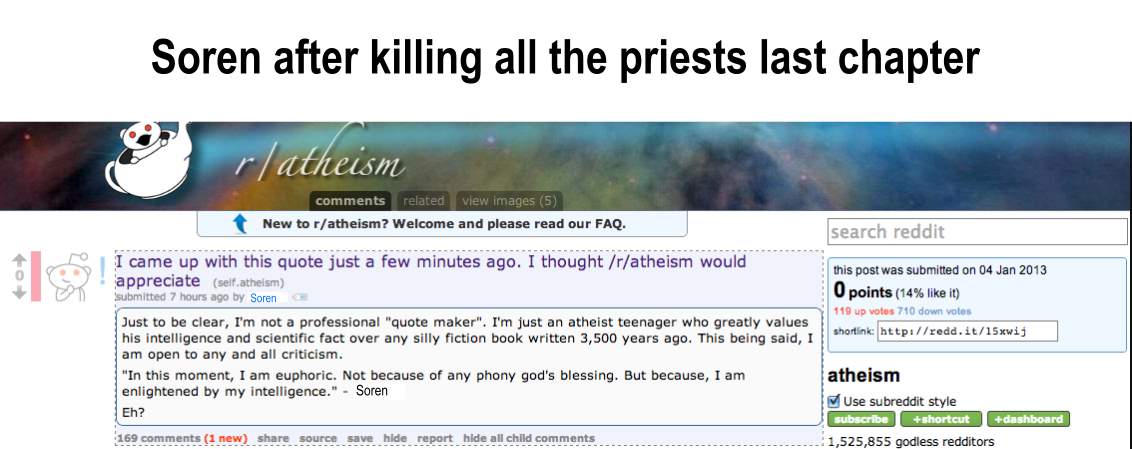 Soren after killing all the priests last chapter
r/atheism
comments related view images (5)
New to r/atheism? Welcome and please read our FAQ.
search reddit
0
I came up with this quote just a few minutes ago. I thought /r/atheism would
appreciate (self.atheism)
submitted 7 hours ago by Soren
Just to be clear, I'm not a professional "quote maker". I'm just an atheist teenager who greatly values
his intelligence and scientific fact over any silly fiction book written 3,500 years ago. This being said, I
am open to any and all criticism.
"In this moment, I am euphoric. Not because of any phony god's blessing. But because, I am
enlightened by my intelligence." - Soren
Eh?
169 comments (1 new) share source save hide report hide all child comments
this post was submitted on 04 Jan 2013
0 points (14% like it)
119 up votes 710 down votes
shortlink: http://redd.it/15xwij
atheism
Use subreddit style
subscribe +shortcut +dashboard
1,525,855 godless redditors